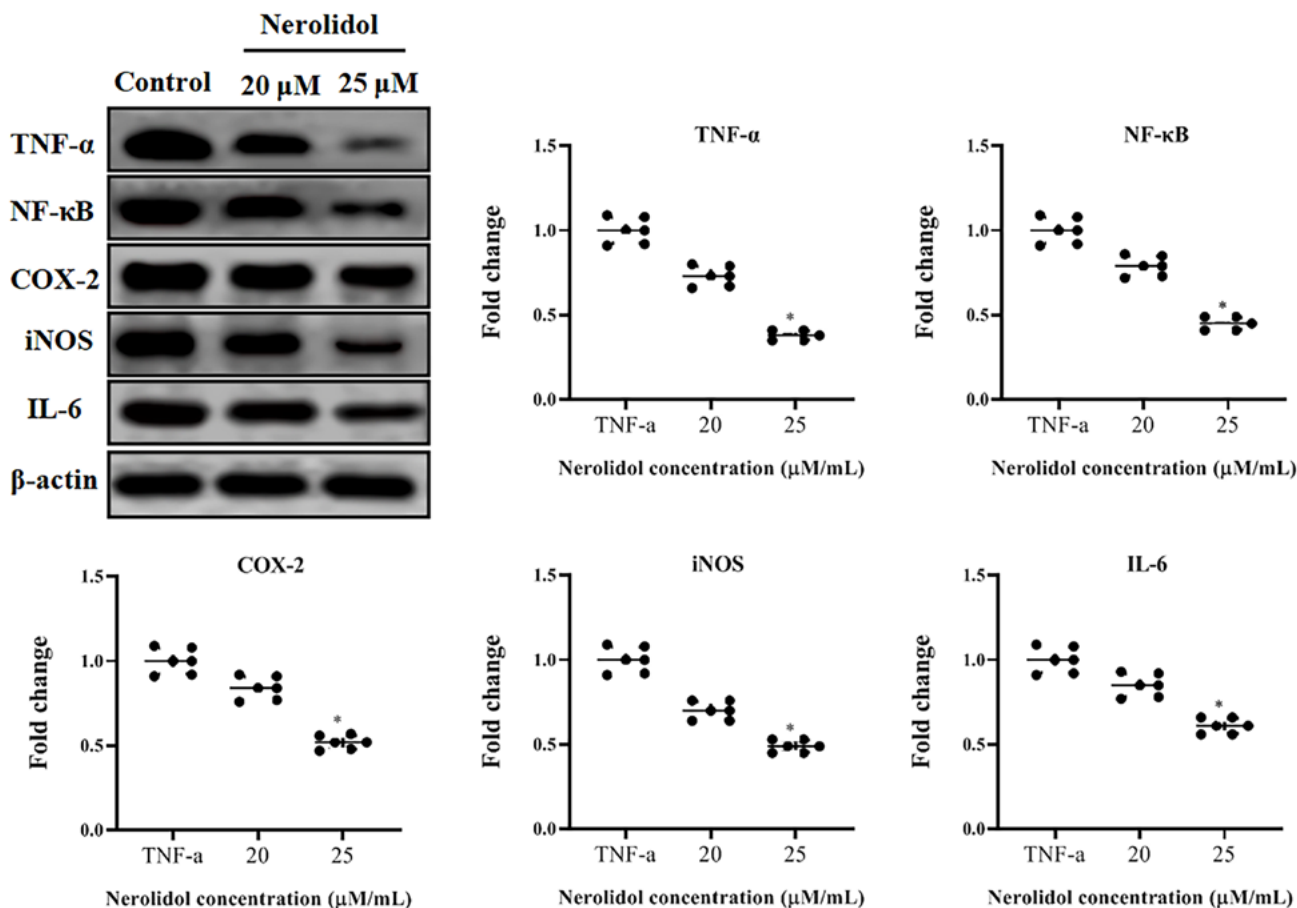 Nerolidol
Control 20 μM 25 μM
TNF-α
NF-κB
COX-2
iNOS
IL-6
β-actin
TNF-α
Fold change
1.5
1.0
0.5
0.0
*
TNF-a 20 25
Nerolidol concentration (μM/mL)
NF-κB
Fold change
1.5
1.0
0.5
0.0
*
TNF-a 20 25
Nerolidol concentration (μM/mL)
COX-2
Fold change
1.5
1.0
0.5
0.0
*
TNF-a 20 25
Nerolidol concentration (μM/mL)
iNOS
Fold change
1.5
1.0
0.5
0.0
*
TNF-a 20 25
Nerolidol concentration (μM/mL)
IL-6
Fold change
1.5
1.0
0.5
0.0
*
TNF-a 20 25
Nerolidol concentration (μM/mL)